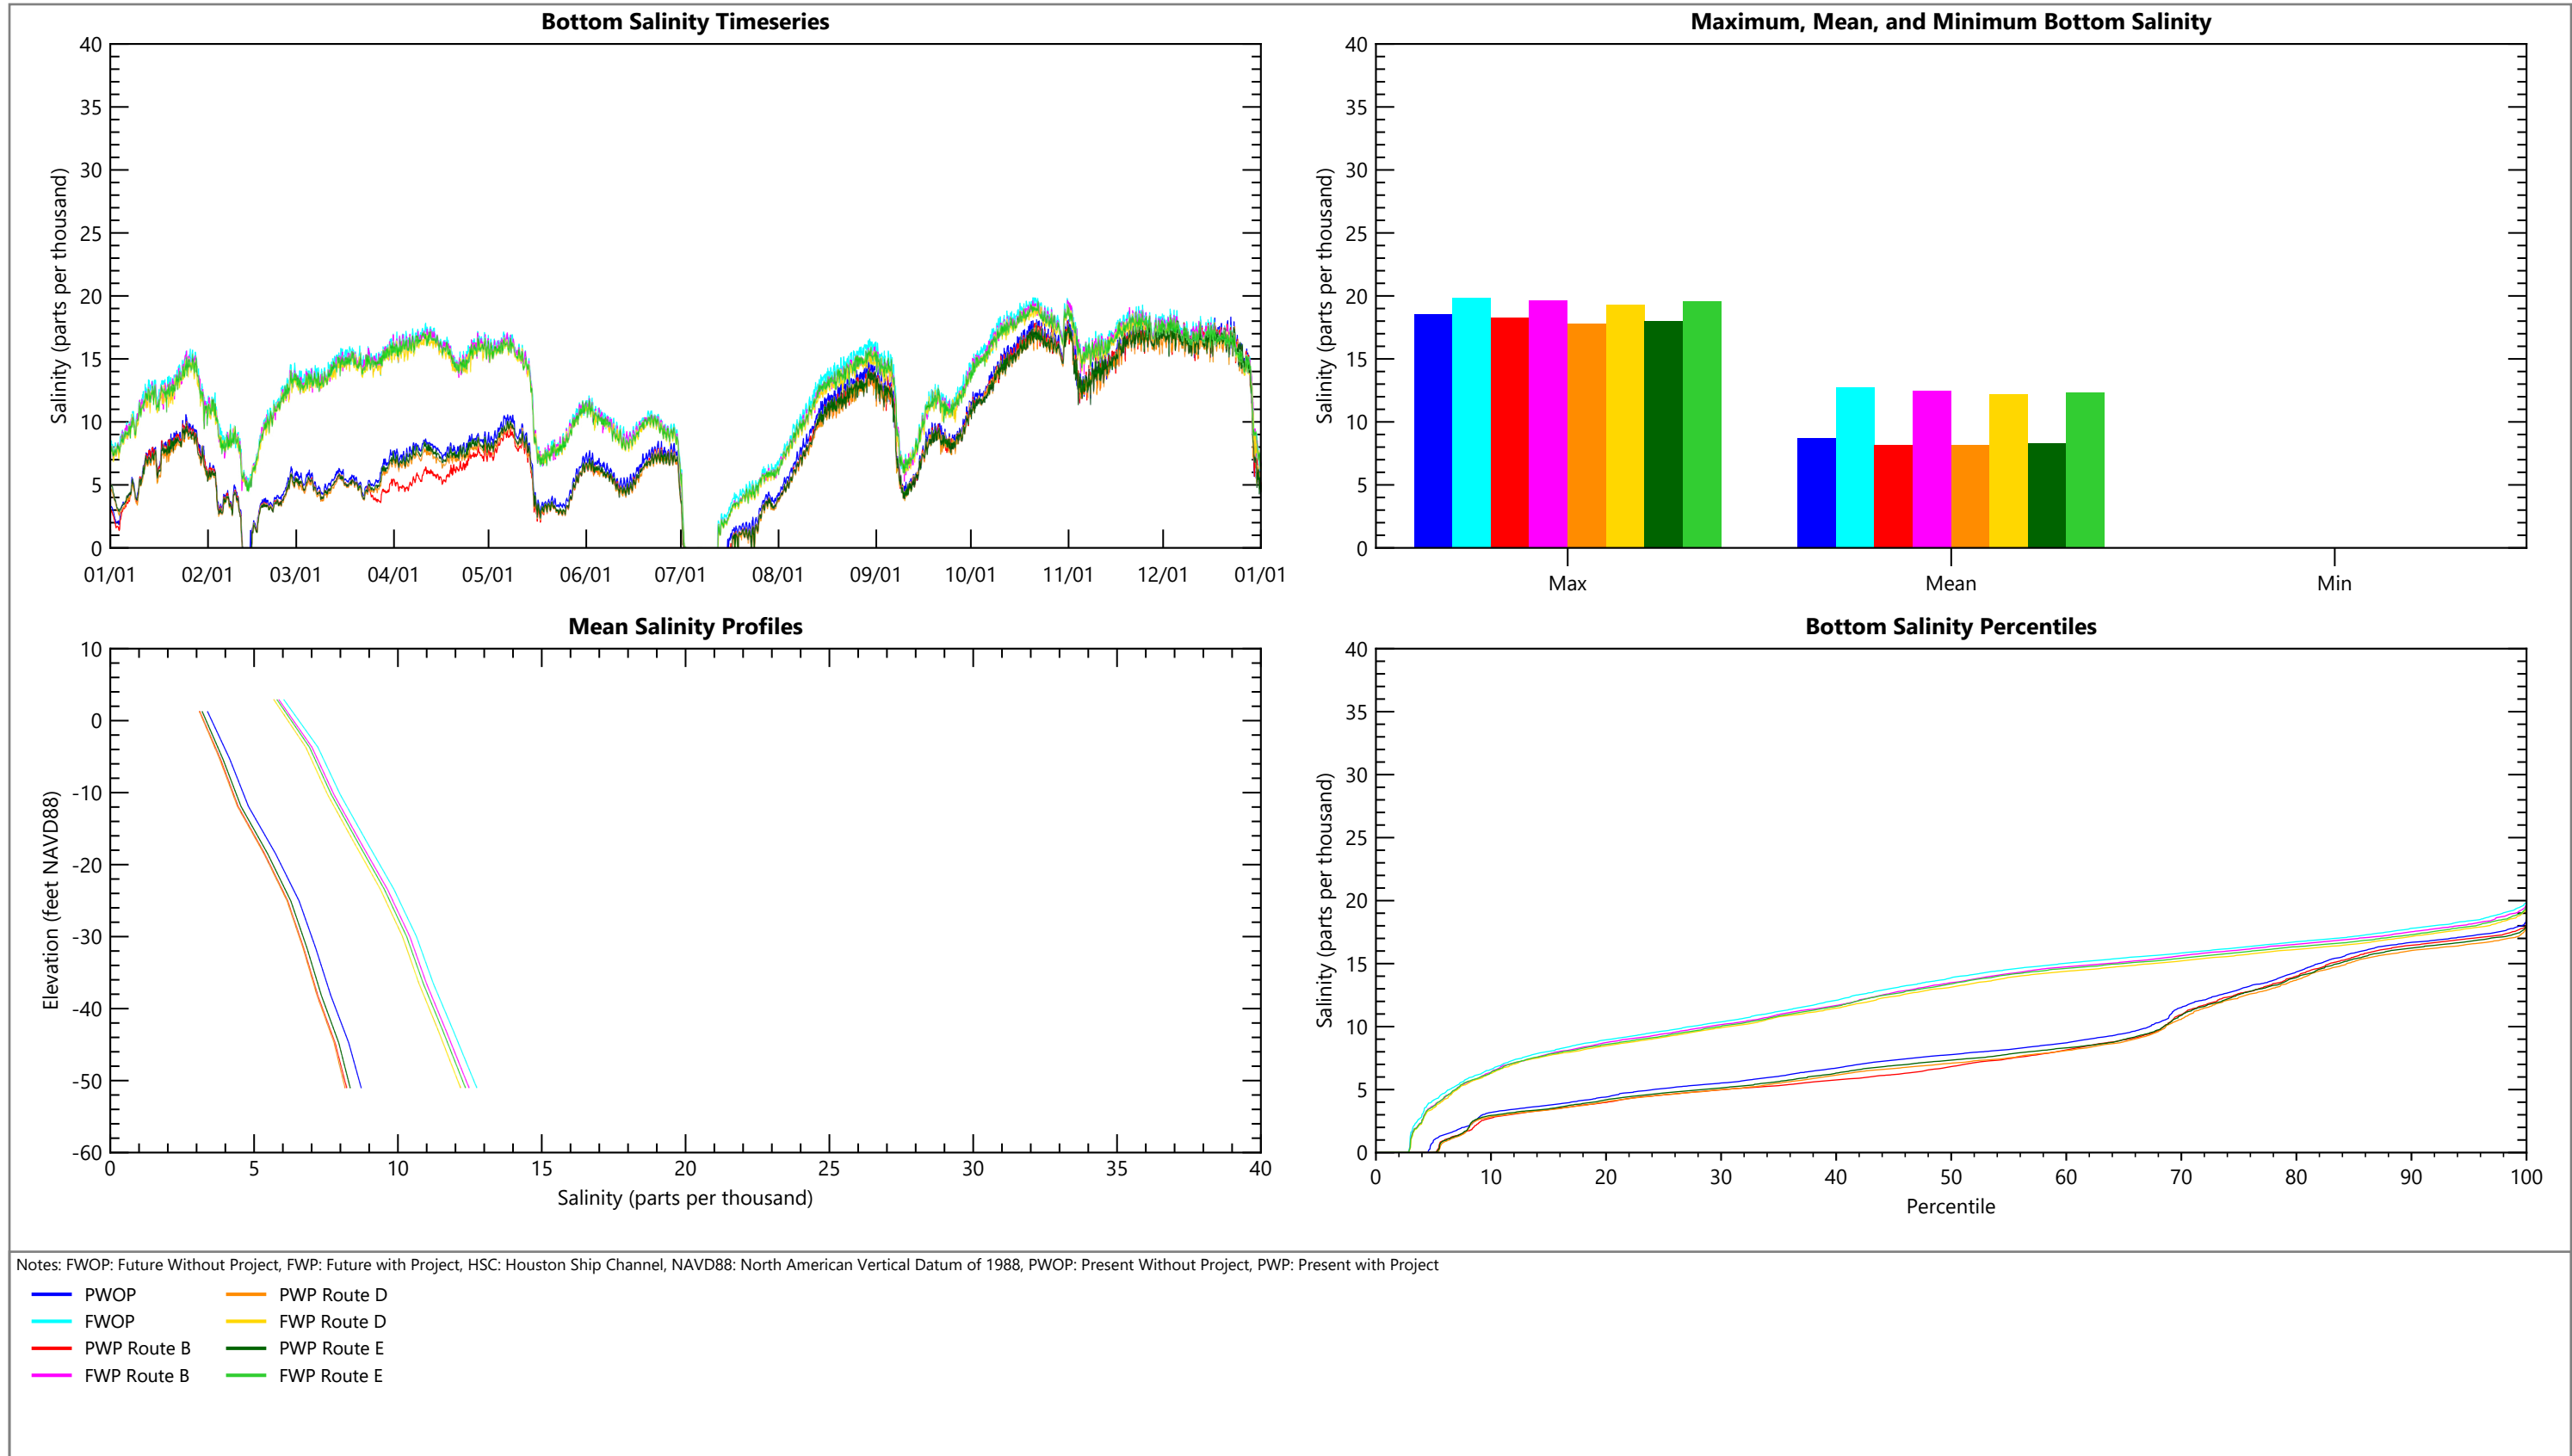 Bottom Salinity Timeseries
40
35
30
25
20
15
10
5
0
Salinity (parts per thousand)
01/01 02/01 03/01 04/01 05/01 06/01 07/01 08/01 09/01 10/01 11/01 12/01 01/01
Maximum, Mean, and Minimum Bottom Salinity
40
35
30
25
20
15
10
5
0
Salinity (parts per thousand)
Max Mean Min
Mean Salinity Profiles
10
0
-10
-20
-30
-40
-50
-60
Elevation (feet NAVD88)
0 5 10 15 20 25 30 35 40
Salinity (parts per thousand)
Bottom Salinity Percentiles
40
35
30
25
20
15
10
5
0
Salinity (parts per thousand)
0 10 20 30 40 50 60 70 80 90 100
Percentile
Notes: FWOP: Future Without Project, FWP: Future with Project, HSC: Houston Ship Channel, NAVD88: North American Vertical Datum of 1988, PWOP: Present Without Project, PWP: Present with Project
PWOP
FWOP
PWP Route B
FWP Route B
PWP Route D
FWP Route D
PWP Route E
FWP Route E